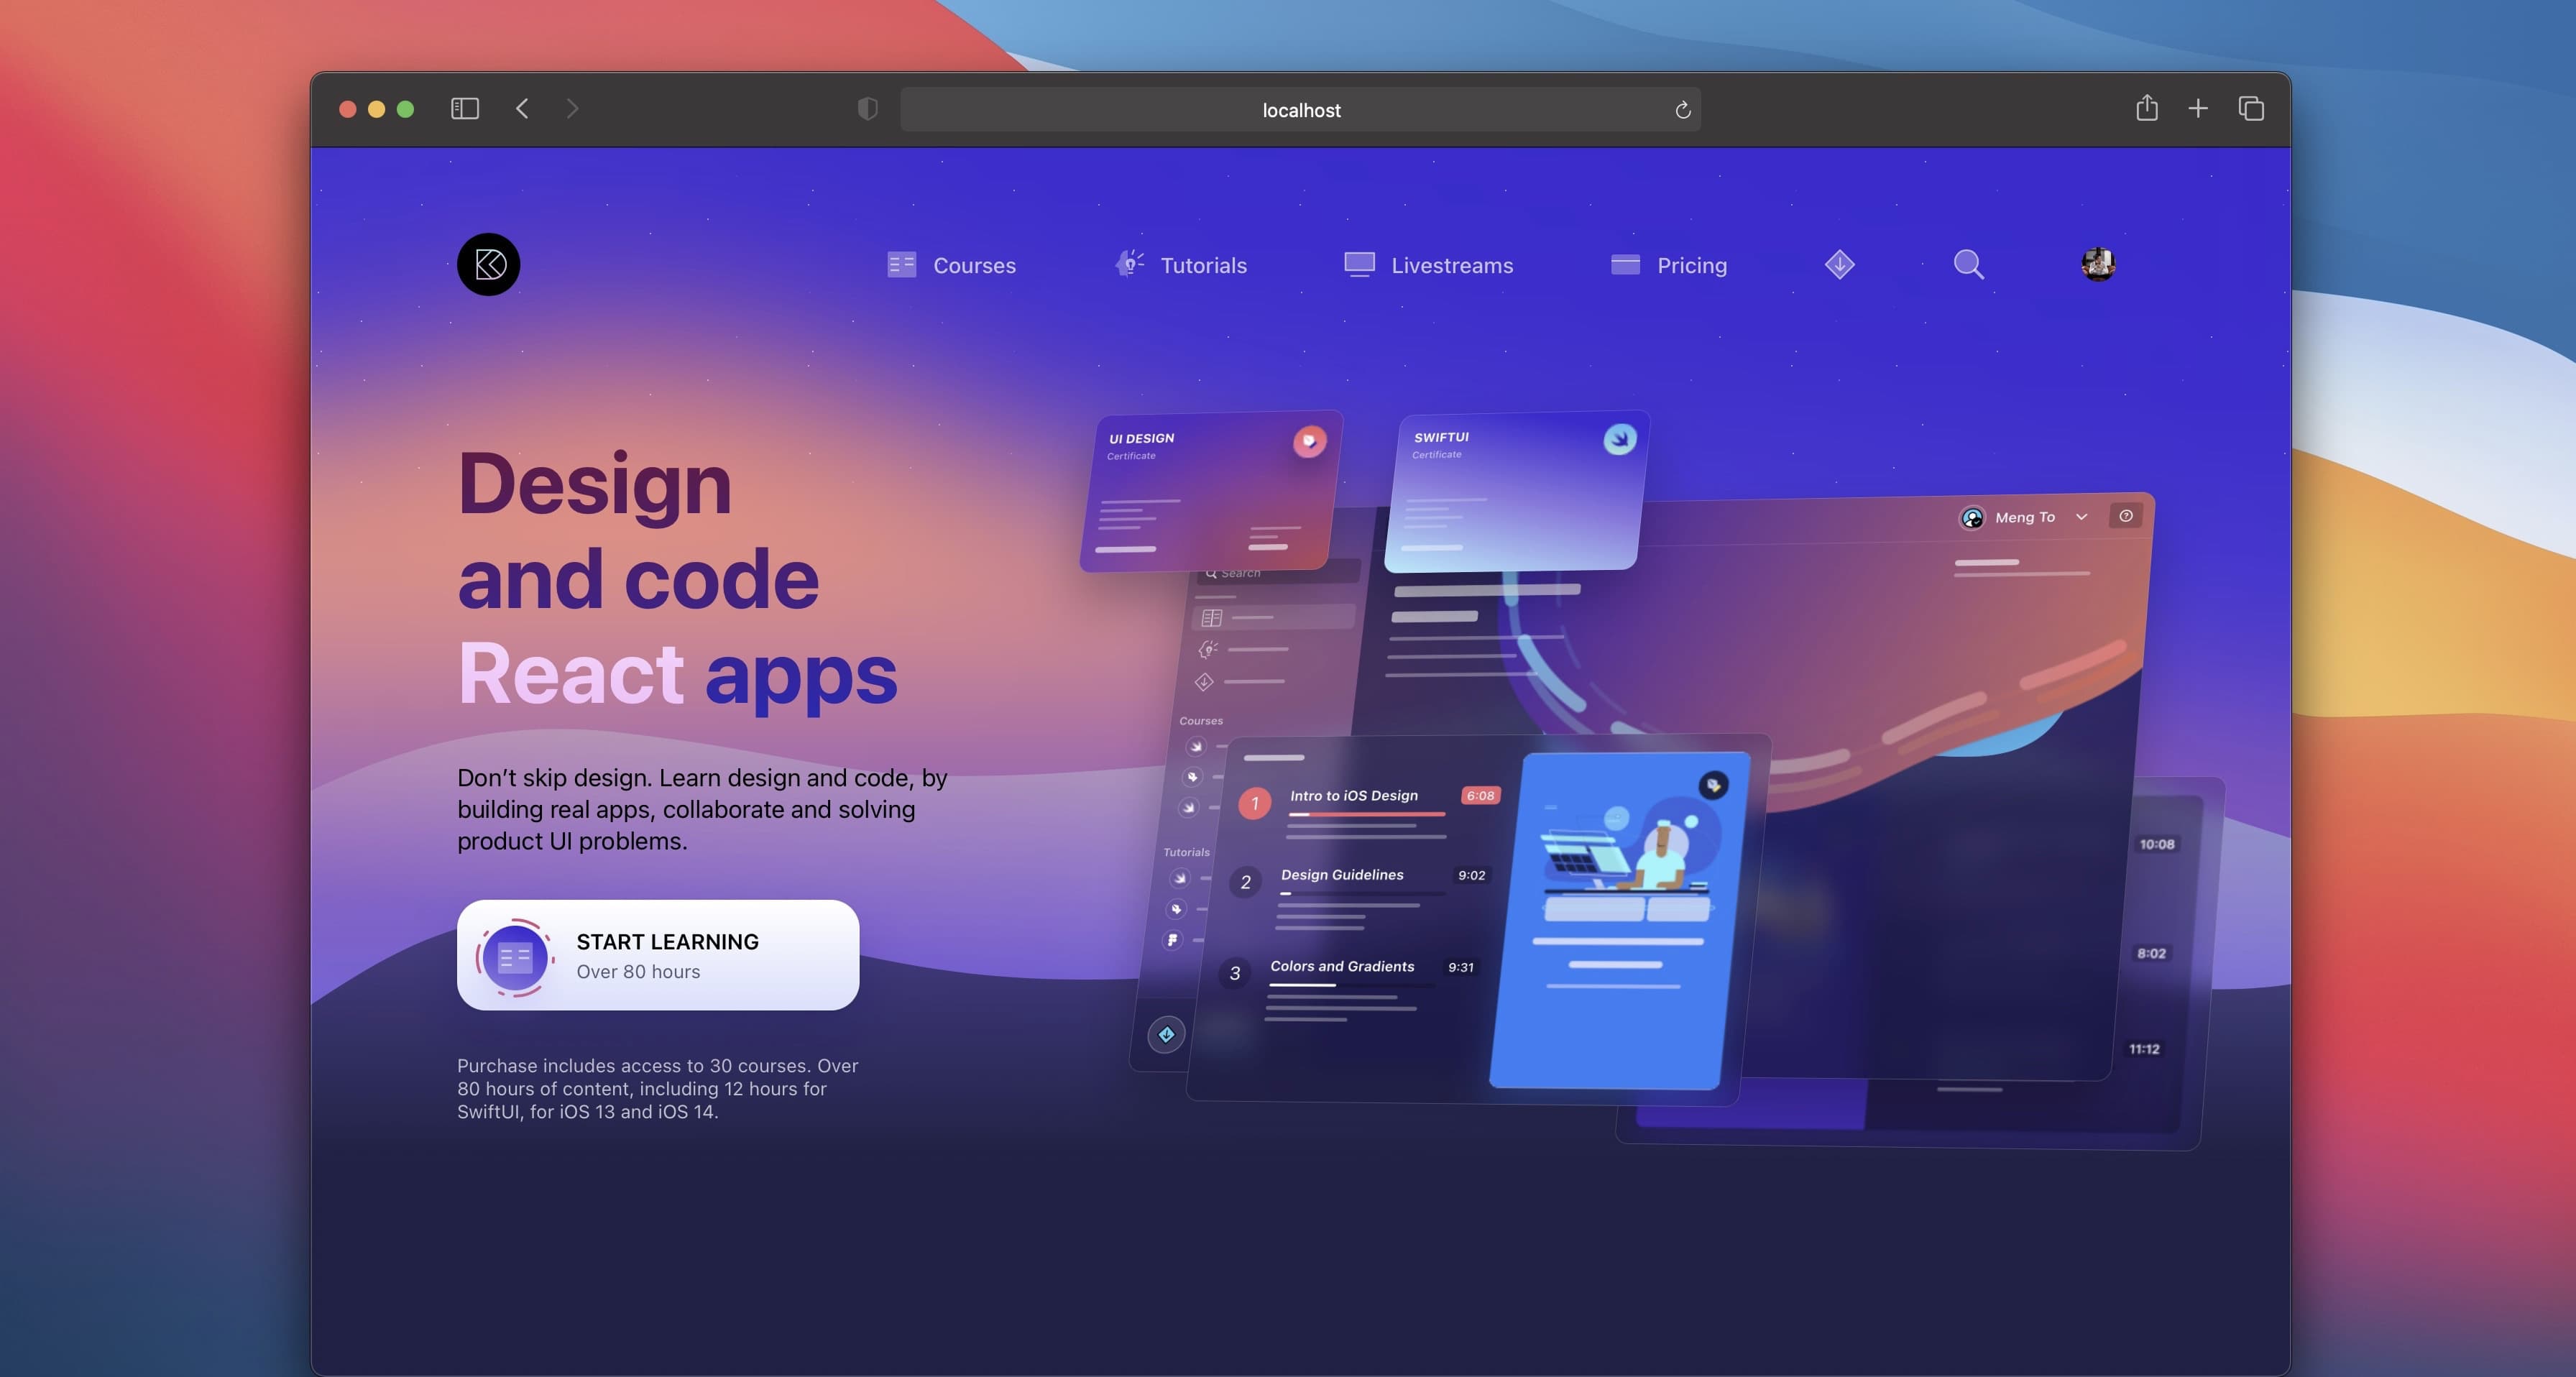 localhost
Courses
Tutorials
Livestreams
Pricing
Design
and code
React apps
Don’t skip design. Learn design and code, by
building real apps, collaborate and solving
product UI problems.
START LEARNING
Over 80 hours
Purchase includes access to 30 courses. Over
80 hours of content, including 12 hours for
SwiftUI, for iOS 13 and iOS 14.
UI DESIGN
Certificate
SWIFTUI
Certificate
Meng To
Search
Courses
Tutorials
1 Intro to iOS Design 6:08
2 Design Guidelines 9:02
3 Colors and Gradients 9:31
10:08
8:02
11:12